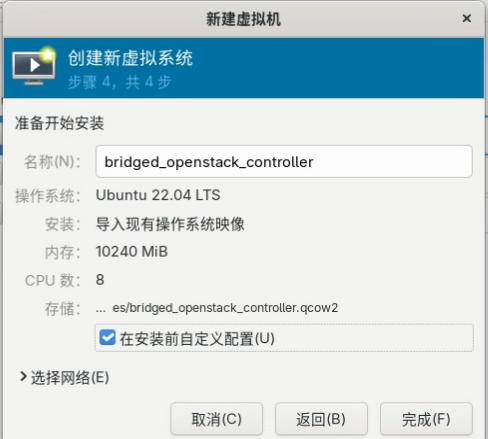 新建虚拟机
×
创建新虚拟系统
步骤 4，共 4 步
准备开始安装
名称(N)： bridged_openstack_controller
操作系统： Ubuntu 22.04 LTS
安装： 导入现有操作系统映像
内存： 10240 MiB
CPU 数： 8
存储： ... es/bridged_openstack_controller.qcow2
在安装前自定义配置(U)
选择网络(E)
取消(C) 返回(B) 完成(F)